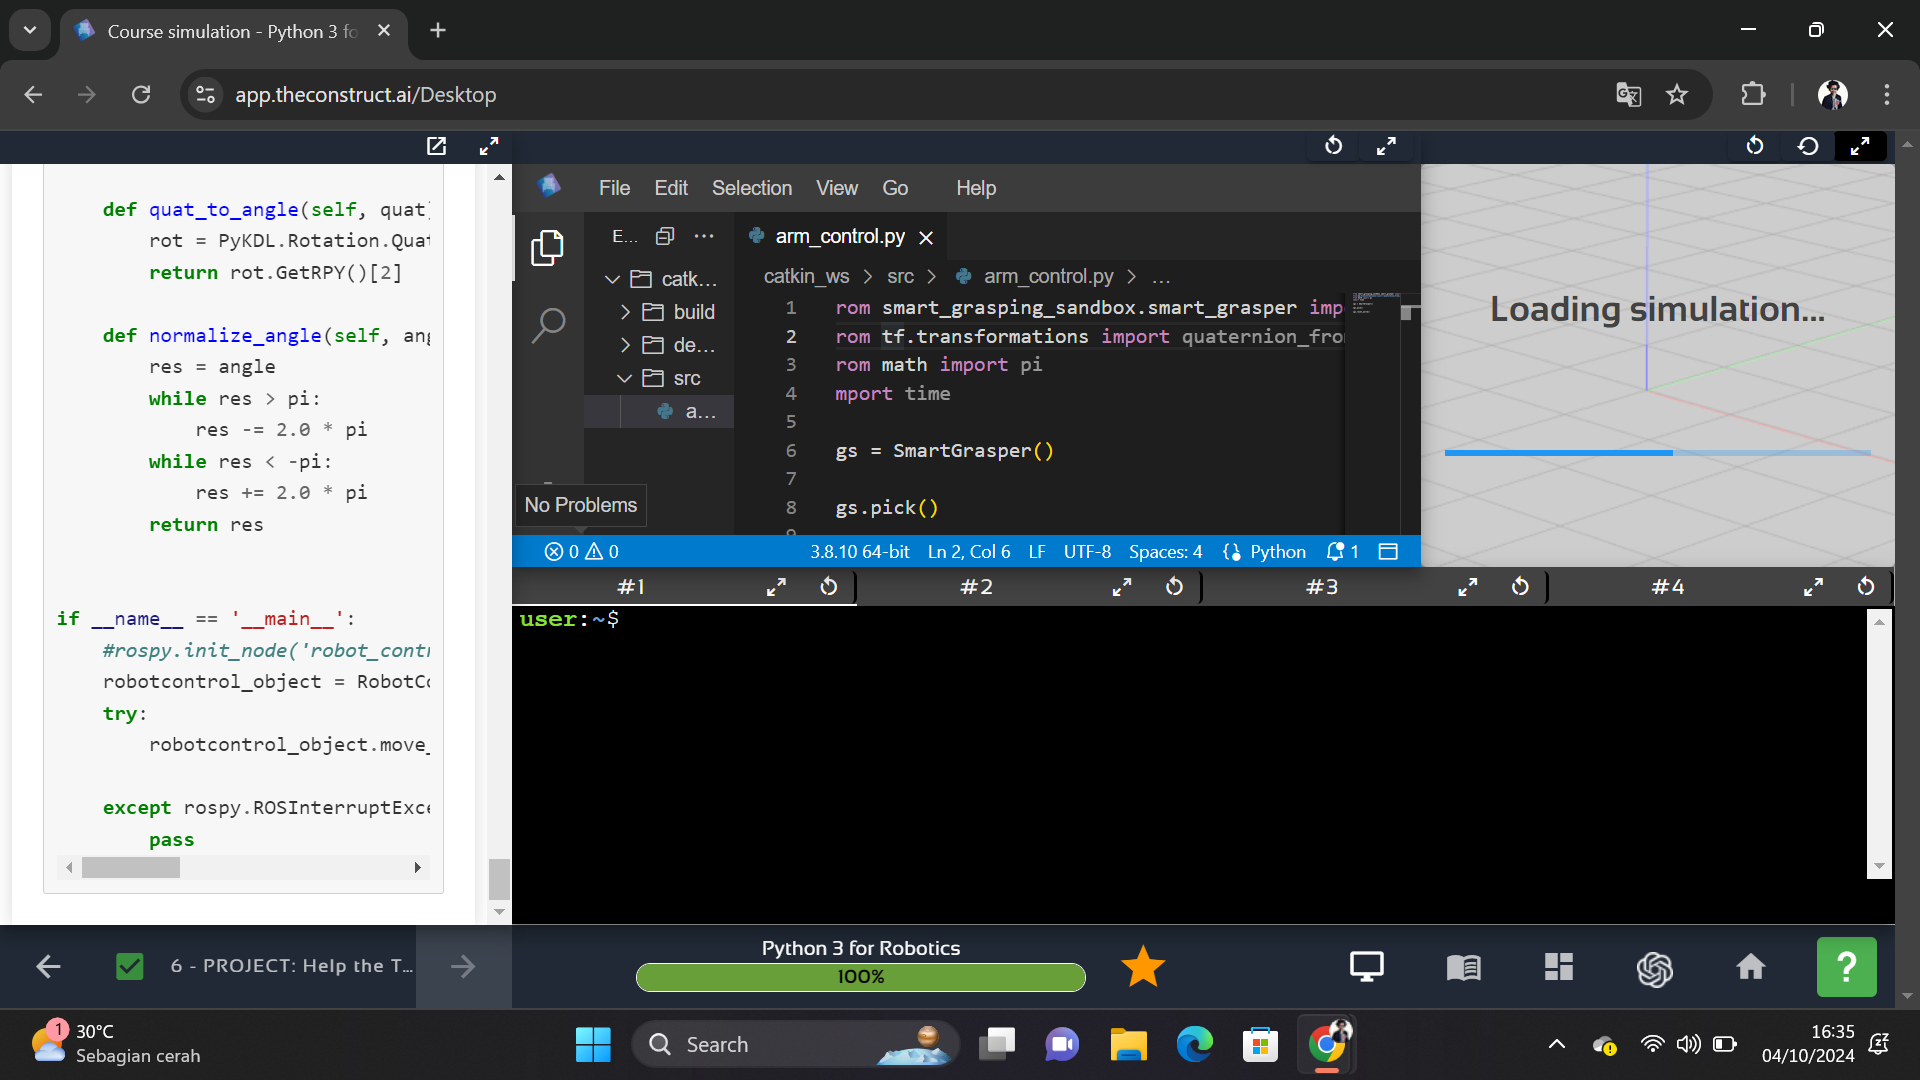 Course simulation - Python 3 fo
app.theconstruct.ai/Desktop
def quat_to_angle(self, quat)
rot = PyKDL.Rotation.Quat
return rot.GetRPY()[2]
def normalize_angle(self, ang
res = angle
while res > pi:
res -= 2.0 * pi
while res < -pi:
res += 2.0 * pi
return res
if __name__ == '__main__':
#rospy.init_node('robot_contr
robotcontrol_object = RobotCo
try:
robotcontrol_object.move_
except rospy.ROSInterruptExce
pass
File Edit Selection View Go Help
E... ...
catk...
build
de...
src
a...
No Problems
arm_control.py
catkin_ws > src > arm_control.py > ...
1 rom smart_grasping_sandbox.smart_grasper imp
2 rom tf.transformations import quaternion_fro
3 rom math import pi
4 mport time
5
6 gs = SmartGrasper()
7
8 gs.pick()
9
0 0 3.8.10 64-bit Ln 2, Col 6 LF UTF-8 Spaces: 4 Python 1
Loading simulation...
#1 #2 #3 #4
user:~$
6 - PROJECT: Help the T...
Python 3 for Robotics
100%
?
1
30°C
Sebagian cerah
Search
16:35
04/10/2024